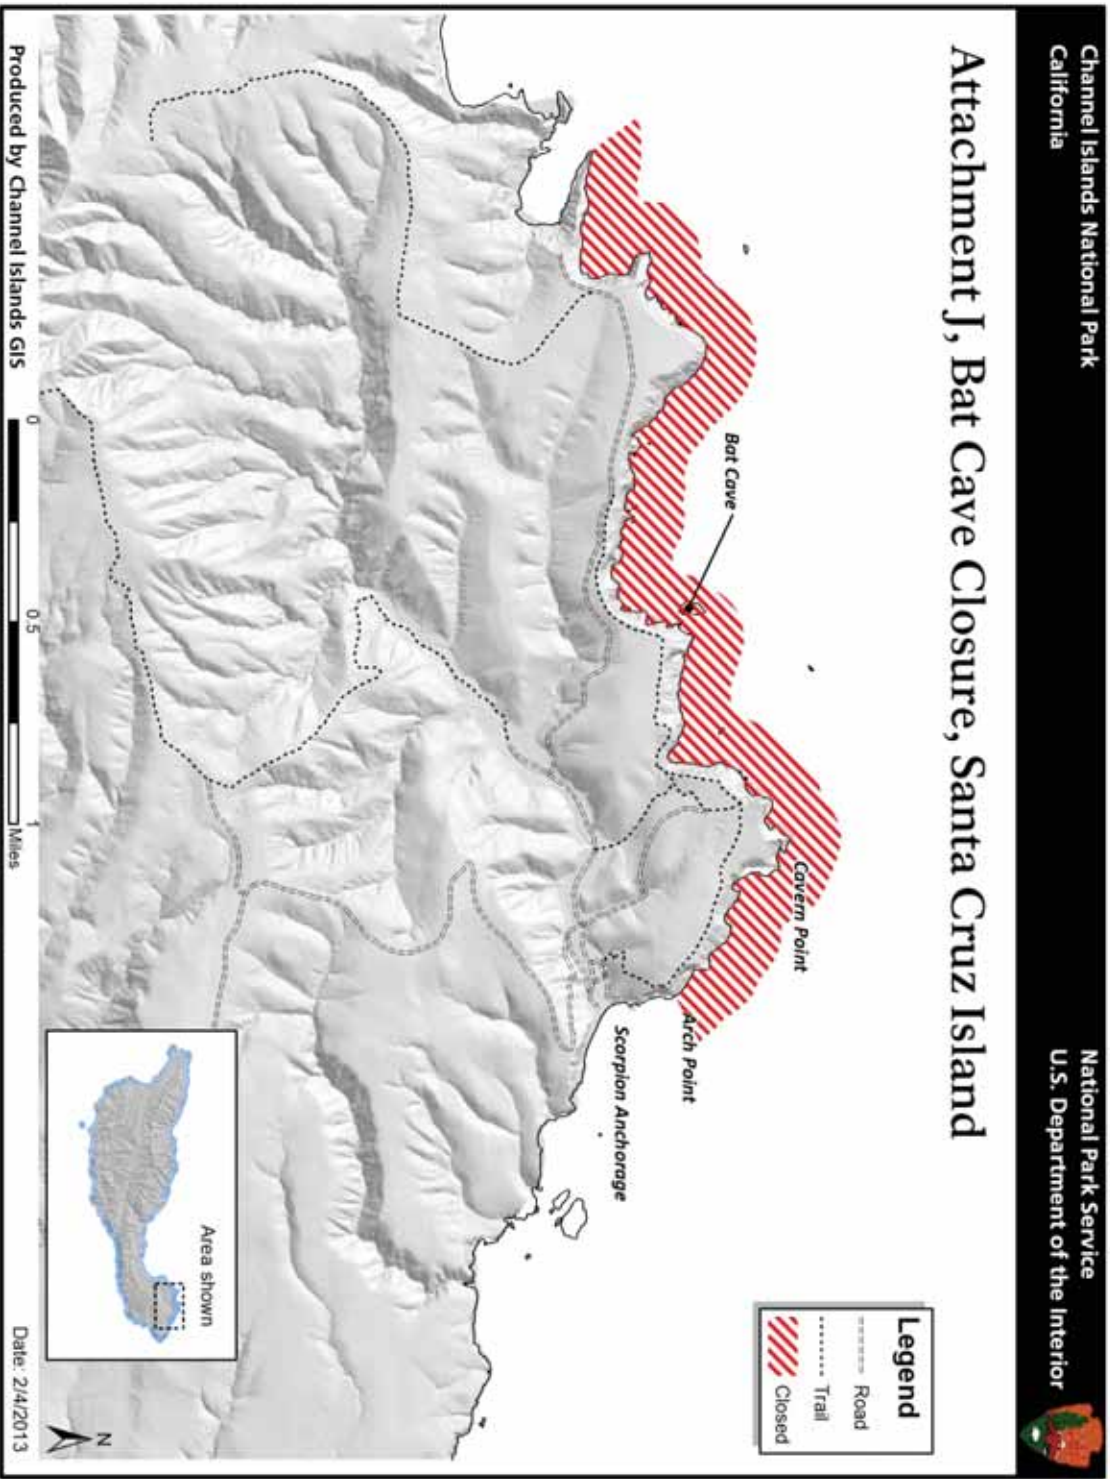 Channel Islands National Park
California
National Park Service
U.S. Department of the Interior
Attachment J, Bat Cave Closure, Santa Cruz Island
Legend
Road
Trail
Closed
Bat Cave
Cavern Point
Arch Point
Scorpion Anchorage
Area shown
N
0
0.5
1
Miles
Produced by Channel Islands GIS
Date: 2/4/2013